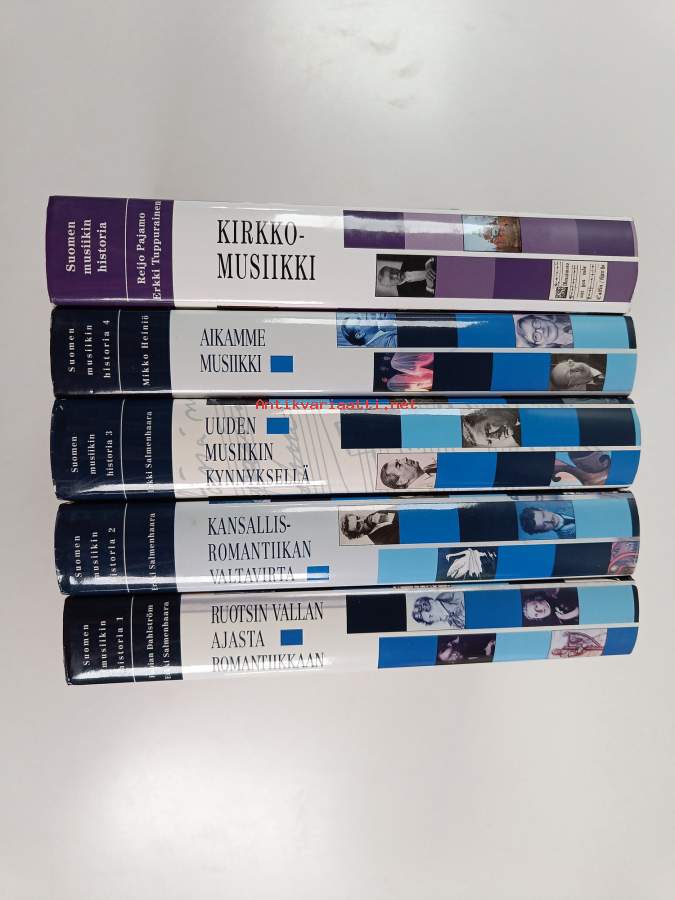 Suomen
musiikin
historia
Reijo Pajamo
Erkki Tuppurainen
KIRKKO-
MUSIIKKI
Suomen
musiikin
historia 4
Mikko Heiniö
AIKAMME
MUSIIKKI
Antikvariaatti.net
Suomen
musiikin
historia 3
Erkki Salmenhaara
UUDEN
MUSIIKIN
KYNNYKSELLÄ
Suomen
musiikin
historia 2
Erkki Salmenhaara
KANSALLIS-
ROMANTIIKAN
VALTAVIRTA
Suomen
musiikin
historia 1
Fabian Dahlström
Erkki Salmenhaara
RUOTSIN VALLAN
AJASTA
ROMANTIIKKAAN